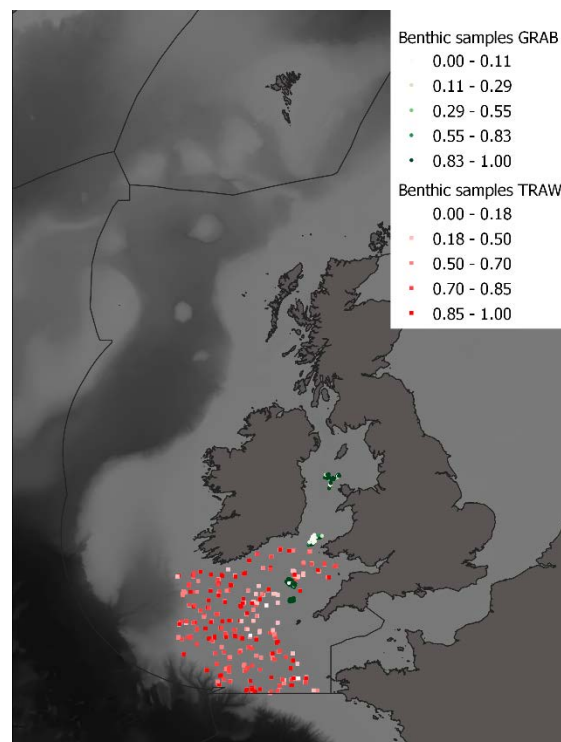 Benthic samples GRAB
0.00 - 0.11
0.11 - 0.29
0.29 - 0.55
0.55 - 0.83
0.83 - 1.00
Benthic samples TRAW
0.00 - 0.18
0.18 - 0.50
0.50 - 0.70
0.70 - 0.85
0.85 - 1.00